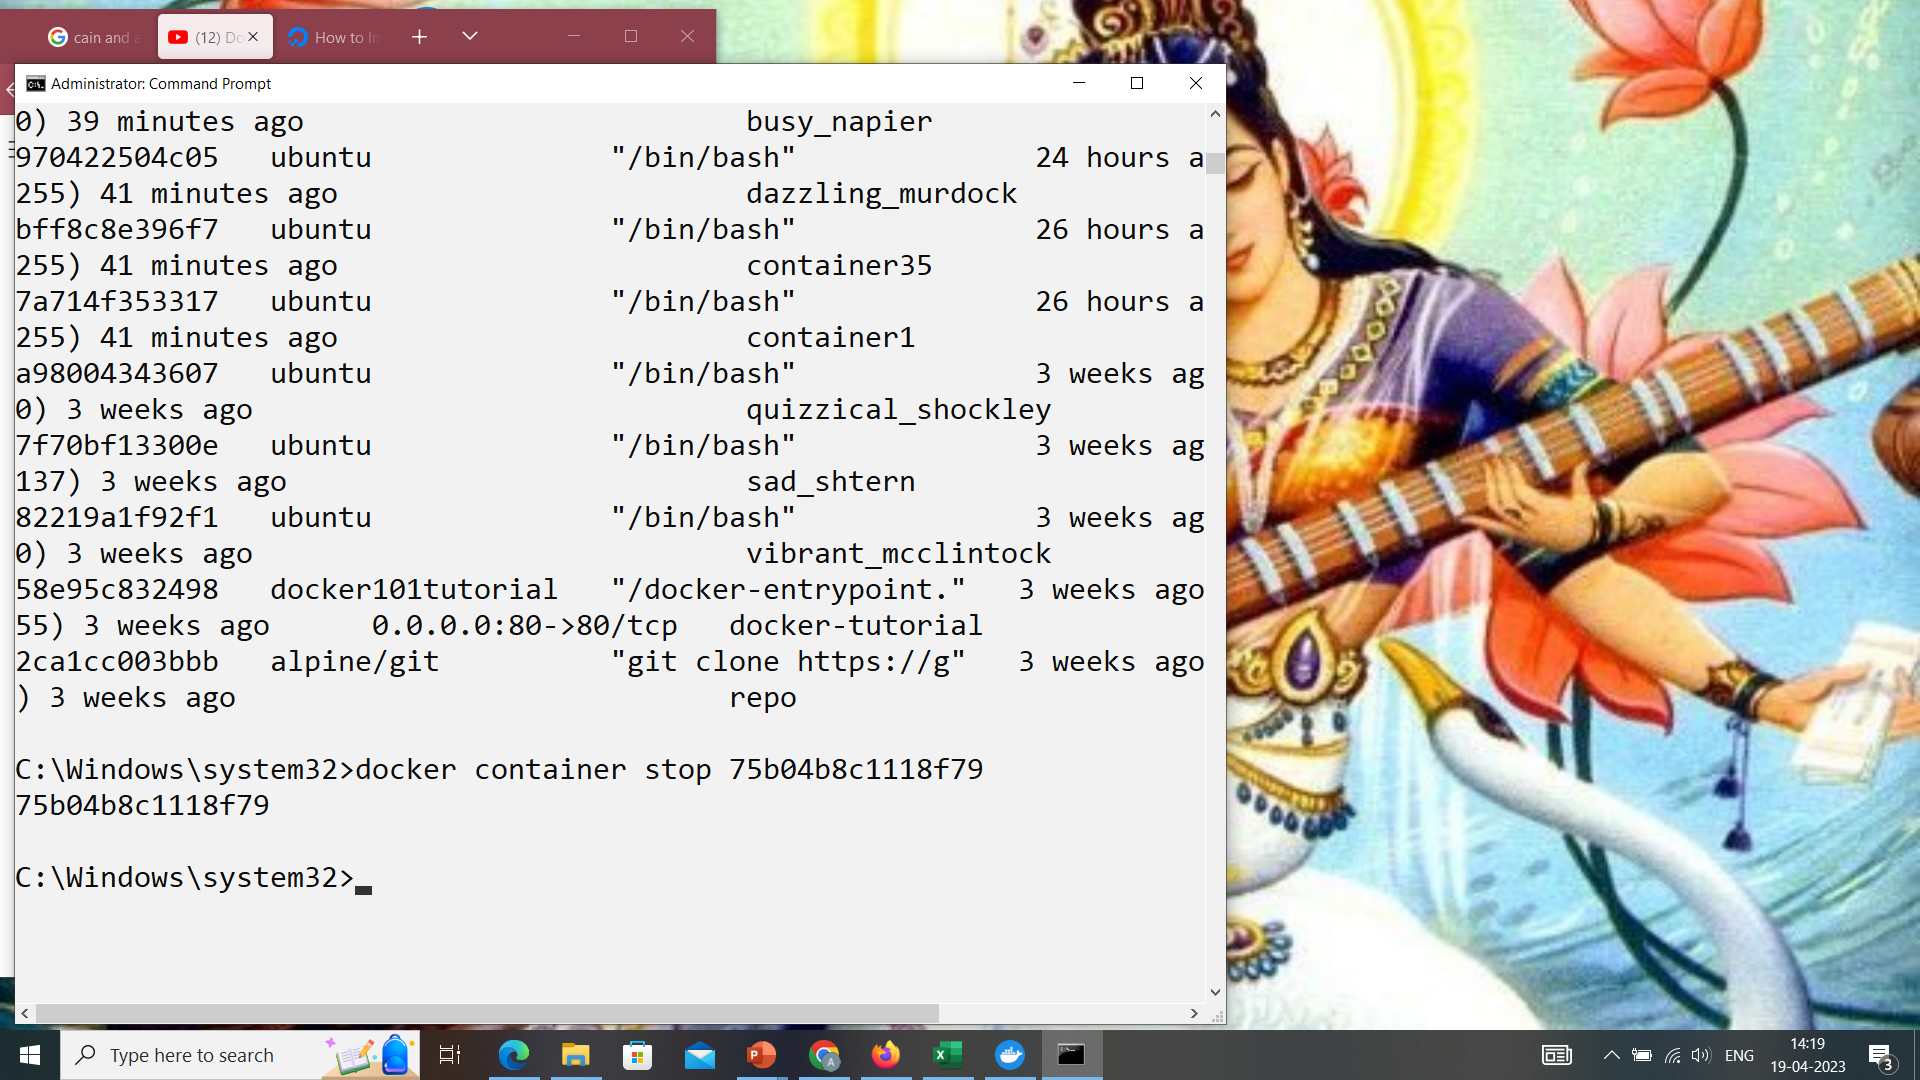 cain and a
(12) Do
How to In
Administrator: Command Prompt
0) 39 minutes ago busy_napier
970422504c05 ubuntu "/bin/bash" 24 hours a
255) 41 minutes ago dazzling_murdock
bff8c8e396f7 ubuntu "/bin/bash" 26 hours a
255) 41 minutes ago container35
7a714f353317 ubuntu "/bin/bash" 26 hours a
255) 41 minutes ago container1
a98004343607 ubuntu "/bin/bash" 3 weeks ag
0) 3 weeks ago quizzical_shockley
7f70bf13300e ubuntu "/bin/bash" 3 weeks ag
137) 3 weeks ago sad_shtern
82219a1f92f1 ubuntu "/bin/bash" 3 weeks ag
0) 3 weeks ago vibrant_mcclintock
58e95c832498 docker101tutorial "/docker-entrypoint." 3 weeks ago
55) 3 weeks ago 0.0.0.0:80->80/tcp docker-tutorial
2ca1cc003bbb alpine/git "git clone https://g" 3 weeks ago
) 3 weeks ago repo
C:\Windows\system32>docker container stop 75b04b8c1118f79
75b04b8c1118f79
C:\Windows\system32>
Type here to search
ENG
14:19
19-04-2023
3